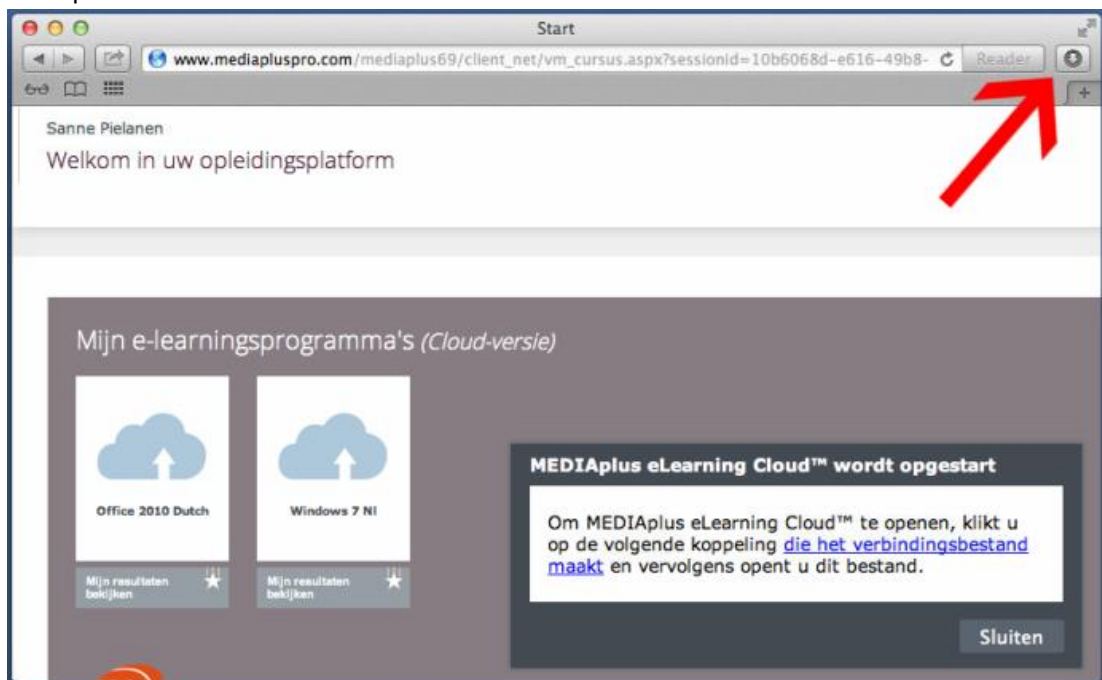 Start
www.mediapluspro.com/mediaplus69/client_net/vm_cursus.aspx?sessionid=10b6068d-e616-49b8-
Reader
Sanne Pielanen
Welkom in uw opleidingsplatform
Mijn e-learningsprogramma's (Cloud-versie)
Office 2010 Dutch
Windows 7 Nl
Mijn resultaten
bekijken
Mijn resultaten
bekijken
MEDIAplus eLearning Cloud™ wordt opgestart
Om MEDIAplus eLearning Cloud™ te openen, klikt u
op de volgende koppeling die het verbindingsbestand
maakt en vervolgens opent u dit bestand.
Sluiten